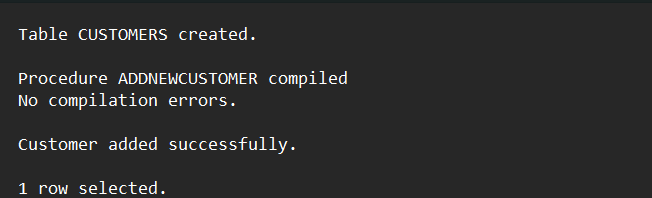 Table CUSTOMERS created.
Procedure ADDNEWCUSTOMER compiled
No compilation errors.
Customer added successfully.
1 row selected.